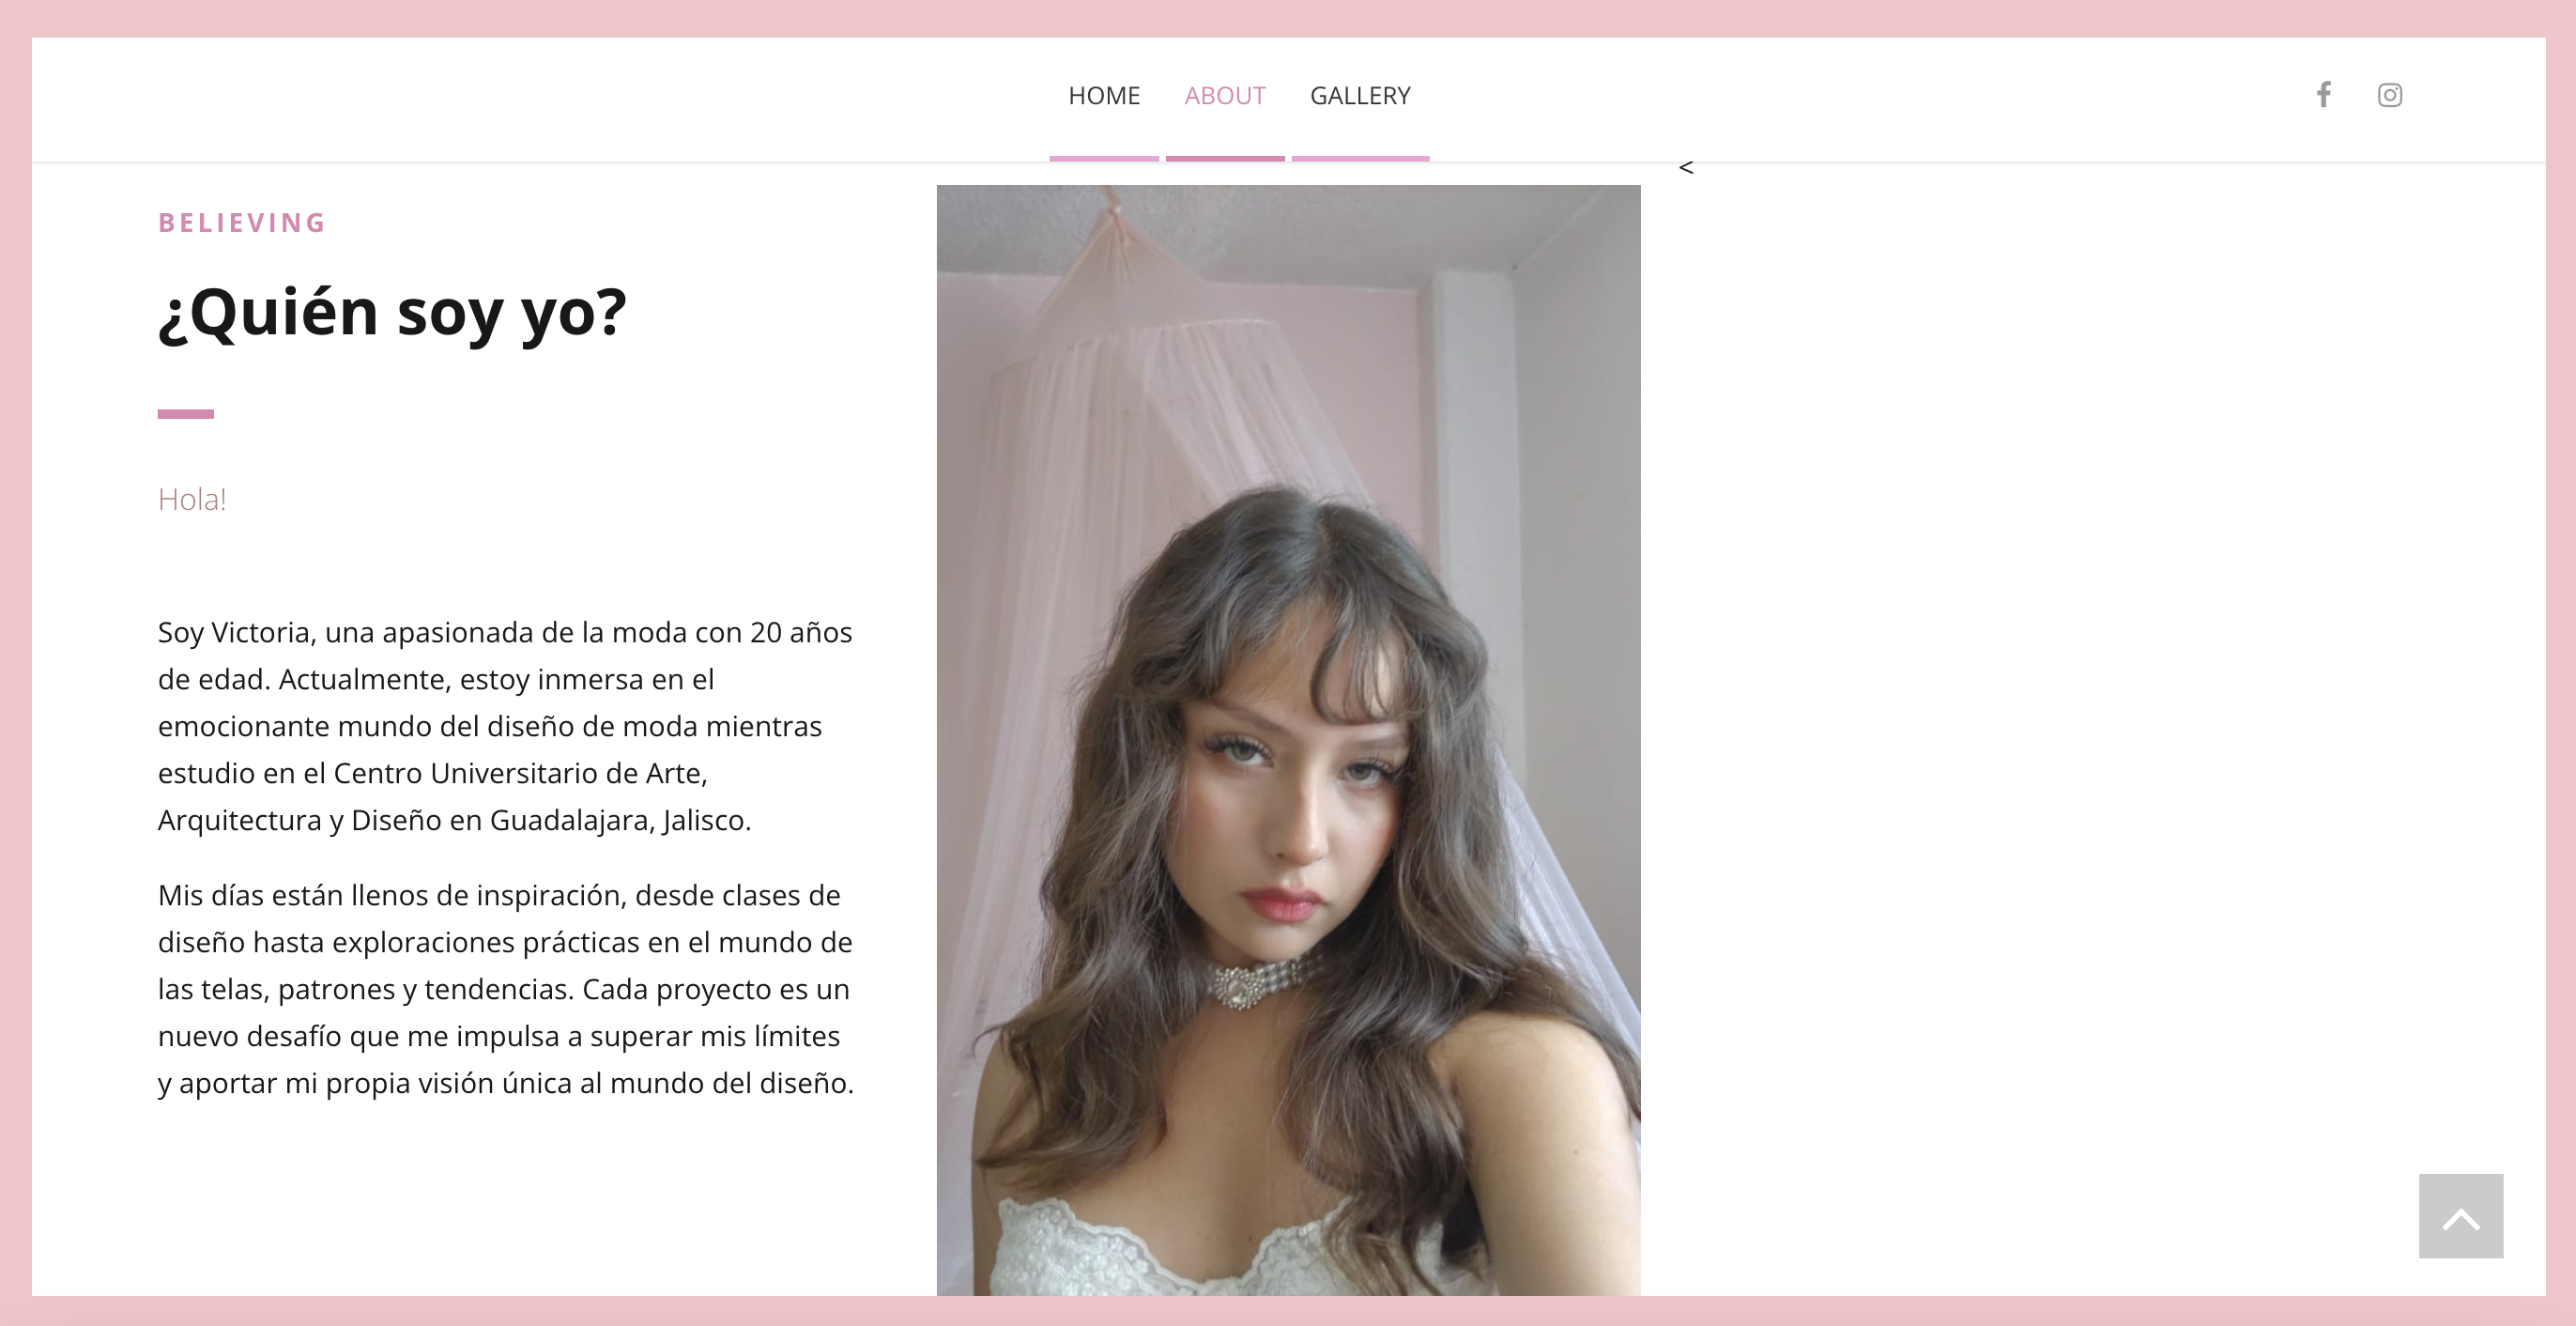 HOME ABOUT GALLERY
<
BELIEVING
¿Quién soy yo?
Hola!
Soy Victoria, una apasionada de la moda con 20 años
de edad. Actualmente, estoy inmersa en el
emocionante mundo del diseño de moda mientras
estudio en el Centro Universitario de Arte,
Arquitectura y Diseño en Guadalajara, Jalisco.
Mis días están llenos de inspiración, desde clases de
diseño hasta exploraciones prácticas en el mundo de
las telas, patrones y tendencias. Cada proyecto es un
nuevo desafío que me impulsa a superar mis límites
y aportar mi propia visión única al mundo del diseño.